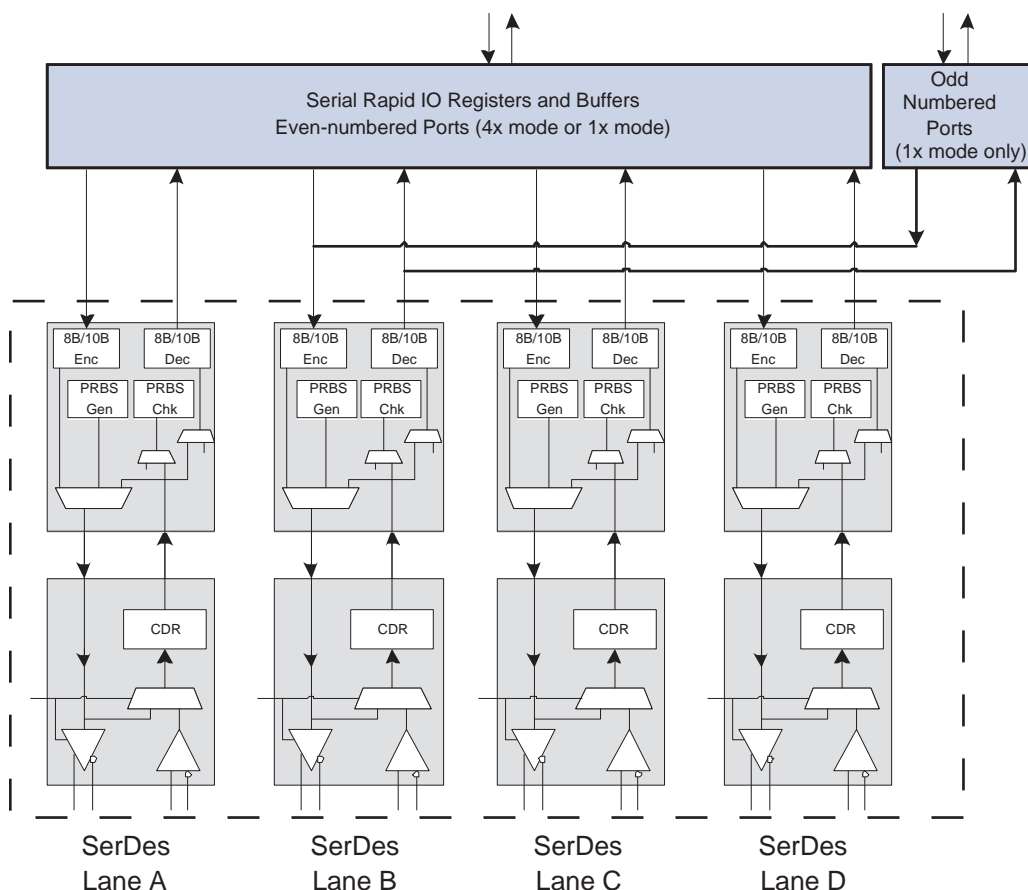 Serial Rapid IO Registers and Buffers
Even-numbered Ports (4x mode or 1x mode)
Odd
Numbered
Ports
(1x mode only)
8B/10B
Enc
8B/10B
Dec
PRBS
Gen
PRBS
Chk
CDR
8B/10B
Enc
8B/10B
Dec
PRBS
Gen
PRBS
Chk
CDR
8B/10B
Enc
8B/10B
Dec
PRBS
Gen
PRBS
Chk
CDR
8B/10B
Enc
8B/10B
Dec
PRBS
Gen
PRBS
Chk
CDR
SerDes
Lane A
SerDes
Lane B
SerDes
Lane C
SerDes
Lane D